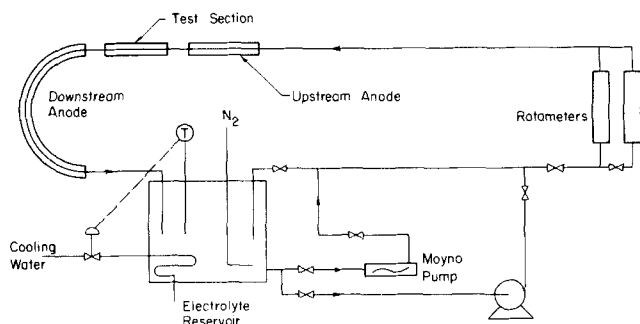 Test Section
Downstream
Anode
Upstream Anode
N2
T
Rotameters
Cooling
Water
Moyno
Pump
Electrolyte
Reservoir